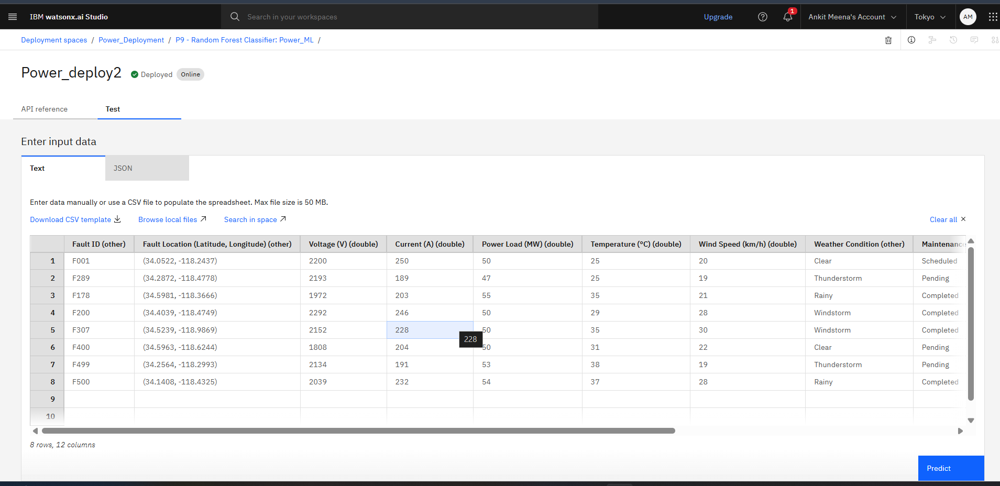 IBM watsonx.ai Studio
Search in your workspaces
Upgrade
1
Ankit Meena's Account
Tokyo
AM
Deployment spaces / Power_Deployment / P9 - Random Forest Classifier: Power_ML /
Power_deploy2
Deployed
Online
API reference
Test
Enter input data
Text
JSON
Enter data manually or use a CSV file to populate the spreadsheet. Max file size is 50 MB.
Download CSV template
Browse local files
Search in space
Clear all
Fault ID (other) Fault Location (Latitude, Longitude) (other) Voltage (V) (double) Current (A) (double) Power Load (MW) (double) Temperature (°C) (double) Wind Speed (km/h) (double) Weather Condition (other) Maintenance
1 F001 (34.0522, -118.2437) 2200 250 50 25 20 Clear Scheduled
2 F289 (34.2872, -118.4778) 2193 189 47 25 19 Thunderstorm Pending
3 F178 (34.5981, -118.3666) 1972 203 55 35 21 Rainy Completed
4 F200 (34.4039, -118.4749) 2292 246 50 29 28 Windstorm Completed
5 F307 (34.5239, -118.9869) 2152 228 50 35 30 Windstorm Completed
228
6 F400 (34.5963, -118.6244) 1808 204 50 31 22 Clear Pending
7 F499 (34.2564, -118.2993) 2134 191 53 38 19 Thunderstorm Pending
8 F500 (34.1408, -118.4325) 2039 232 54 37 28 Rainy Completed
9
10
8 rows, 12 columns
Predict